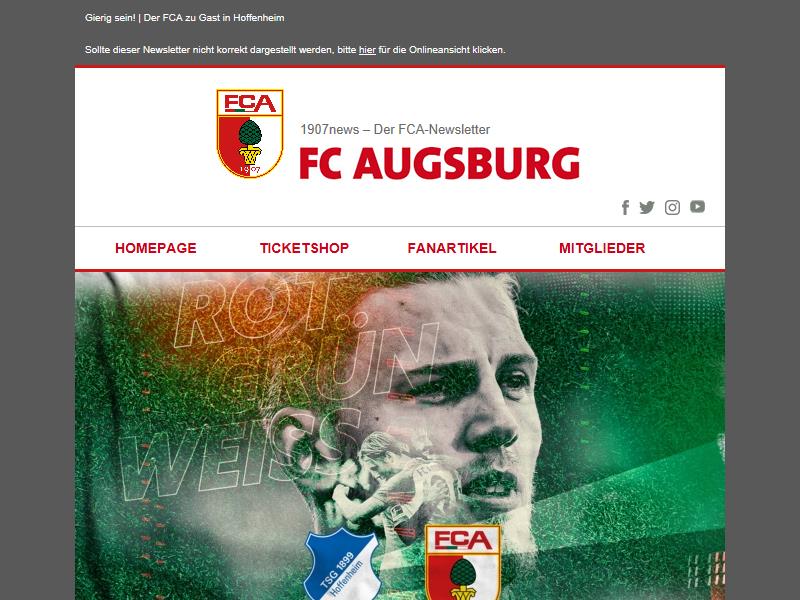 Gierig sein! | Der FCA zu Gast in Hoffenheim
Sollte dieser Newsletter nicht korrekt dargestellt werden, bitte hier für die Onlineansicht klicken.
FCA
1907
1907news – Der FCA-Newsletter
FC AUGSBURG
HOMEPAGE TICKETSHOP FANARTIKEL MITGLIEDER
ROT.
GRÜN
WEISS
TSG 1899
Hoffenheim
FCA